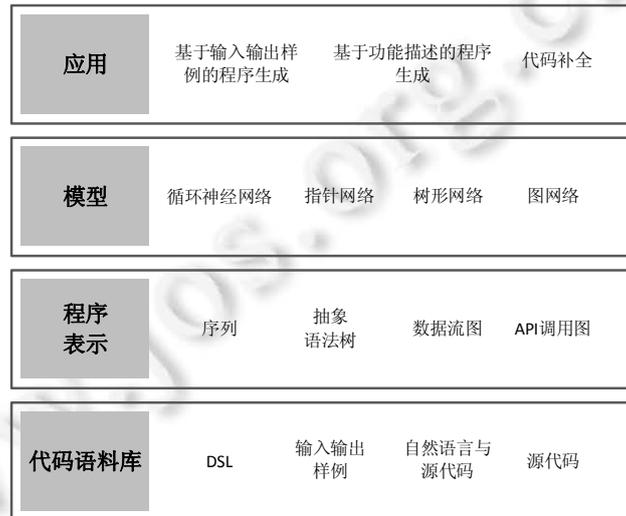 应用
基于输入输出样
例的程序生成
基于功能描述的程序
生成
代码补全
模型
循环神经网络
指针网络
树形网络
图网络
程序
表示
序列
抽象
语法树
数据流图
API调用图
代码语料库
DSL
输入输出
样例
自然语言与
源代码
源代码
jos.org.